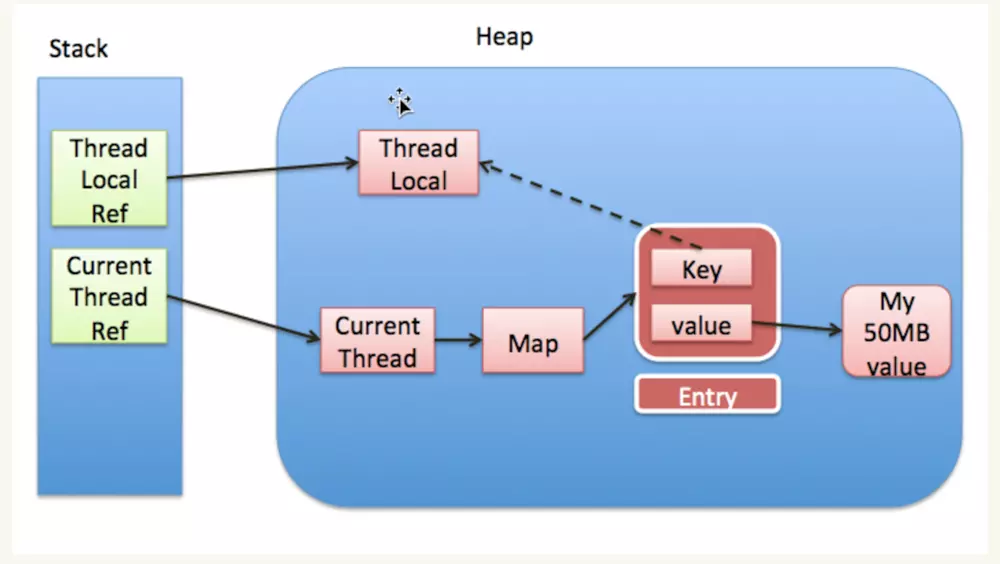 Stack
Heap
Thread
Local
Ref
Thread
Local
Current
Thread
Ref
Key
value
Current
Thread
Map
My
50MB
value
Entry